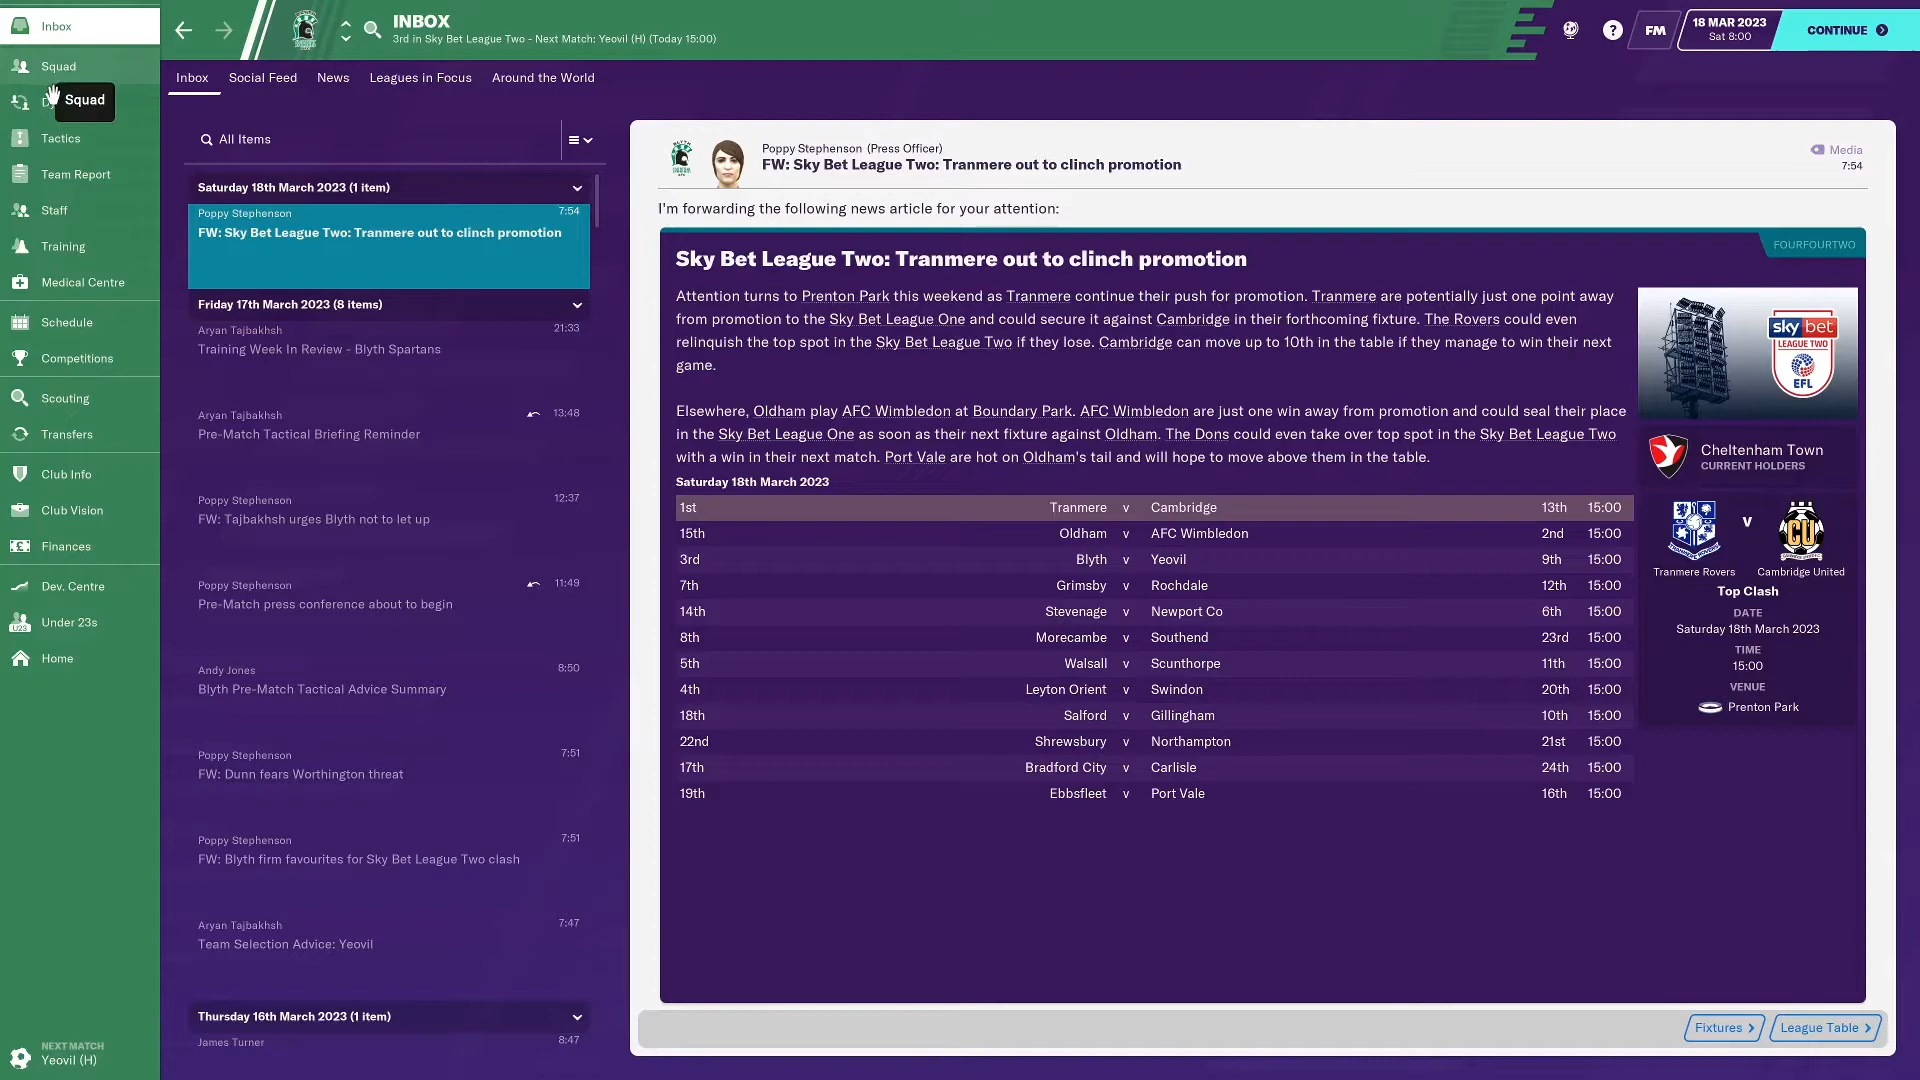 Inbox
Squad
Squad
Tactics
Team Report
Staff
Training
Medical Centre
Schedule
Competitions
Scouting
Transfers
Club Info
Club Vision
Finances
Dev. Centre
Under 23s
Home
NEXT MATCH
Yeovil (H)
INBOX
3rd in Sky Bet League Two - Next Match: Yeovil (H) (Today 15:00)
FM
18 MAR 2023
Sat 8:00
CONTINUE
Inbox Social Feed News Leagues in Focus Around the World
All Items
Saturday 18th March 2023 (1 item)
Poppy Stephenson 7:54
FW: Sky Bet League Two: Tranmere out to clinch promotion
Friday 17th March 2023 (8 items)
Aryan Tajbakhsh 21:33
Training Week In Review - Blyth Spartans
Aryan Tajbakhsh 13:48
Pre-Match Tactical Briefing Reminder
Poppy Stephenson 12:37
FW: Tajbakhsh urges Blyth not to let up
Poppy Stephenson 11:49
Pre-Match press conference about to begin
Andy Jones 8:50
Blyth Pre-Match Tactical Advice Summary
Poppy Stephenson 7:51
FW: Dunn fears Worthington threat
Poppy Stephenson 7:51
FW: Blyth firm favourites for Sky Bet League Two clash
Aryan Tajbakhsh 7:47
Team Selection Advice: Yeovil
Thursday 16th March 2023 (1 item)
James Turner 8:47
Poppy Stephenson (Press Officer)
FW: Sky Bet League Two: Tranmere out to clinch promotion
Media
7:54
I'm forwarding the following news article for your attention:
FOURFOURTWO
Sky Bet League Two: Tranmere out to clinch promotion
Attention turns to Prenton Park this weekend as Tranmere continue their push for promotion. Tranmere are potentially just one point away
from promotion to the Sky Bet League One and could secure it against Cambridge in their forthcoming fixture. The Rovers could even
relinquish the top spot in the Sky Bet League Two if they lose. Cambridge can move up to 10th in the table if they manage to win their next
game.
Elsewhere, Oldham play AFC Wimbledon at Boundary Park. AFC Wimbledon are just one win away from promotion and could seal their place
in the Sky Bet League One as soon as their next fixture against Oldham. The Dons could even take over top spot in the Sky Bet League Two
with a win in their next match. Port Vale are hot on Oldham's tail and will hope to move above them in the table.
Saturday 18th March 2023
1st Tranmere v Cambridge 13th 15:00
15th Oldham v AFC Wimbledon 2nd 15:00
3rd Blyth v Yeovil 9th 15:00
7th Grimsby v Rochdale 12th 15:00
14th Stevenage v Newport Co 6th 15:00
8th Morecambe v Southend 23rd 15:00
5th Walsall v Scunthorpe 11th 15:00
4th Leyton Orient v Swindon 20th 15:00
18th Salford v Gillingham 10th 15:00
22nd Shrewsbury v Northampton 21st 15:00
17th Bradford City v Carlisle 24th 15:00
19th Ebbsfleet v Port Vale 16th 15:00
sky bet
LEAGUE TWO
EFL
Cheltenham Town
CURRENT HOLDERS
v
CU
Tranmere Rovers Cambridge United
Top Clash
DATE
Saturday 18th March 2023
TIME
15:00
VENUE
Prenton Park
Fixtures League Table